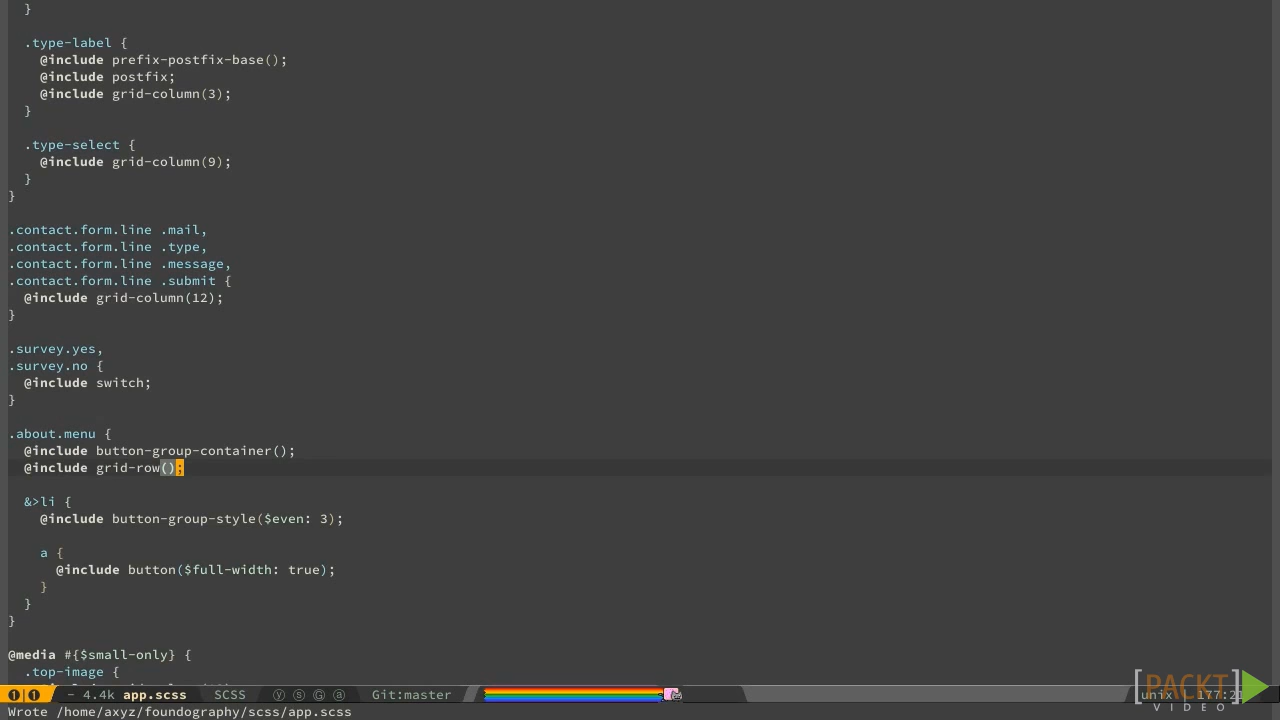 }

  .type-label {
    @include prefix-postfix-base();
    @include postfix;
    @include grid-column(3);
  }

  .type-select {
    @include grid-column(9);
  }
}

.contact.form.line .mail,
.contact.form.line .type,
.contact.form.line .message,
.contact.form.line .submit {
  @include grid-column(12);
}

.survey.yes,
.survey.no {
  @include switch;
}

.about.menu {
  @include button-group-container();
  @include grid-row();

  &>li {
    @include button-group-style($even: 3);

    a {
      @include button($full-width: true);
    }
  }
}

@media #{$small-only} {
  .top-image {
❶|❶ - 4.4k app.scss SCSS ⓨ ⓢ Ⓖ ⓐ Git:master unix | 177:21
[PACKT]
VIDEO
Wrote /home/axyz/foundography/scss/app.scss